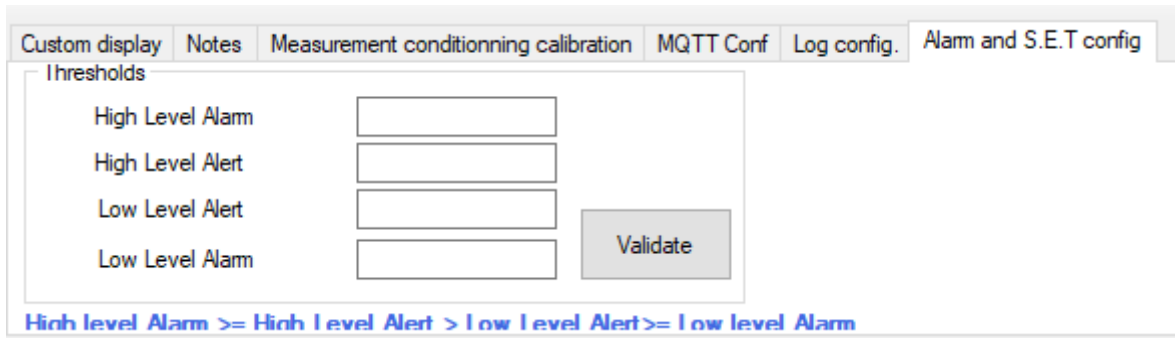 Custom display Notes Measurement conditionning calibration MQTT Conf Log config. Alarm and S.E.T config
Thresholds
High Level Alarm
High Level Alert
Low Level Alert
Low Level Alarm
Validate
High level Alarm >= High Level Alert > Low Level Alert>= Low level Alarm